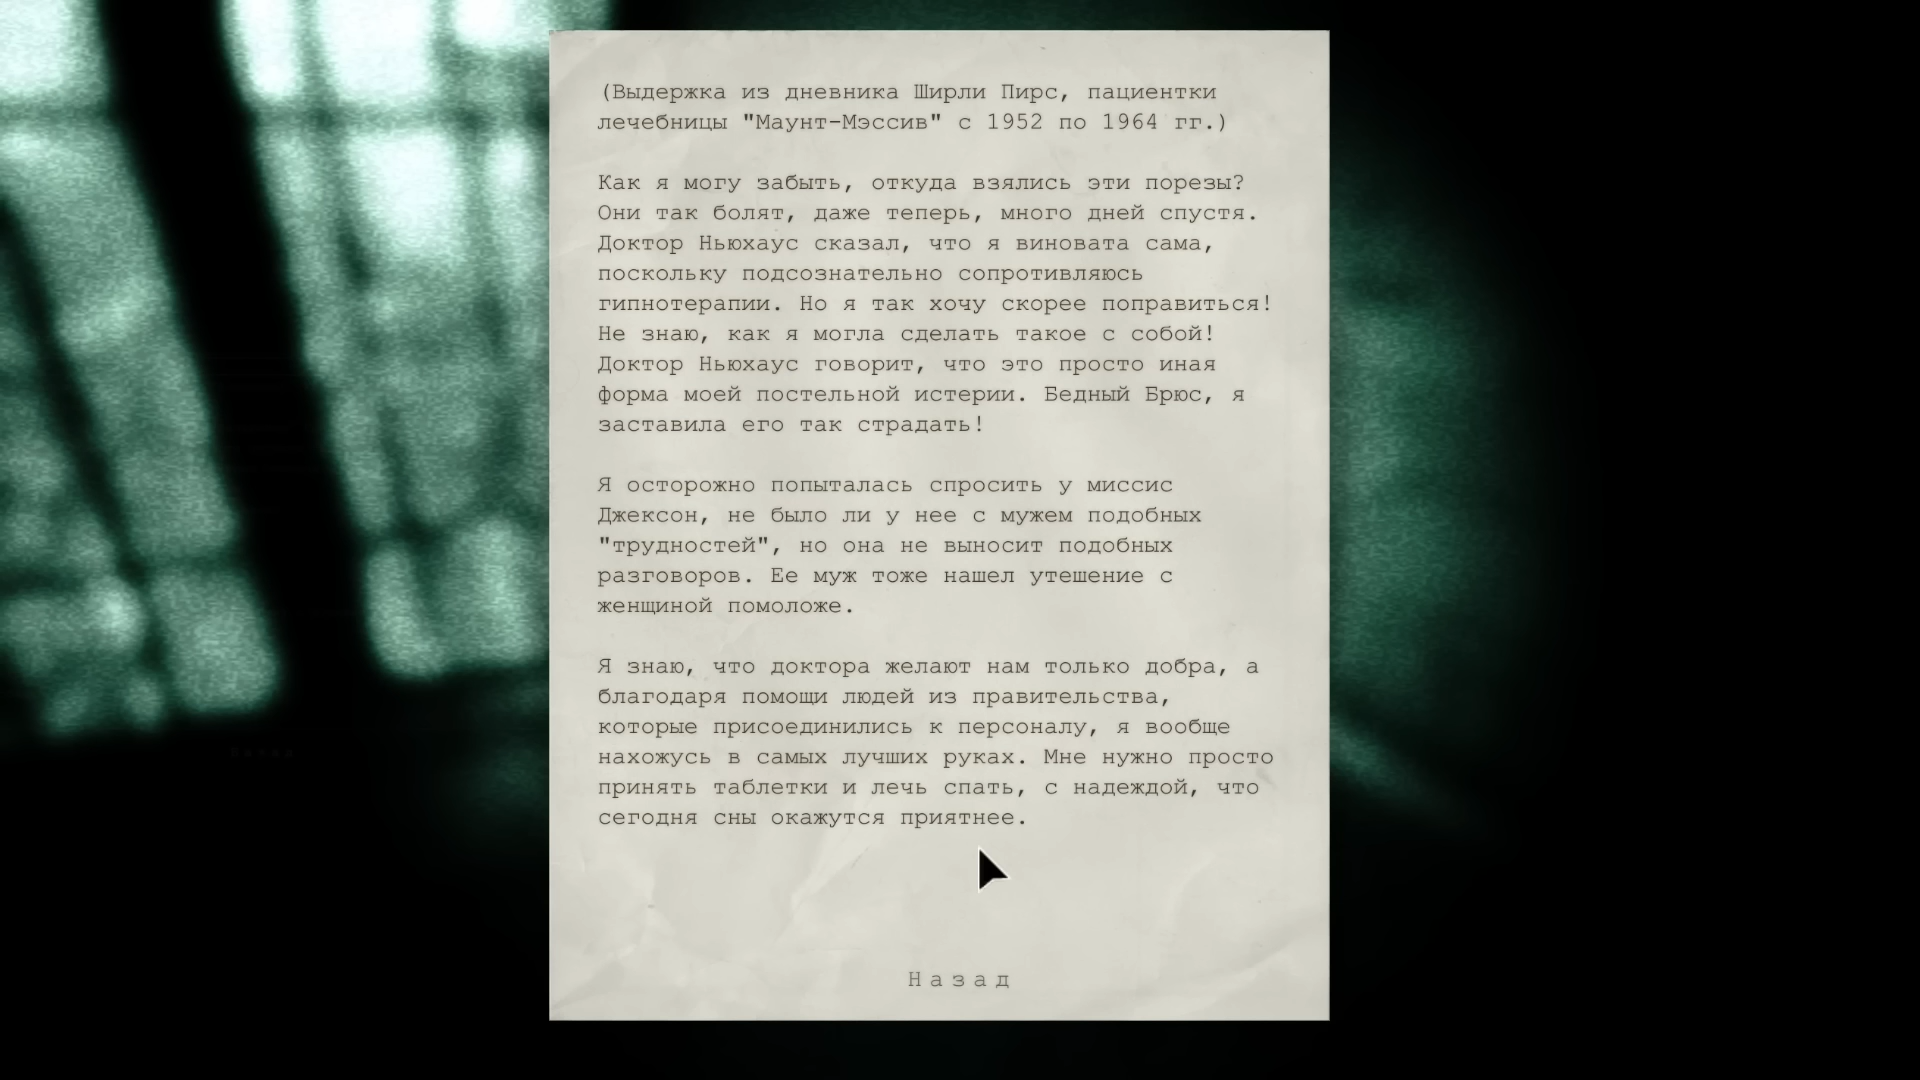 (Выдержка из дневника Ширли Пирс, пациентки
лечебницы "Маунт-Мэссив" с 1952 по 1964 гг.)
Как я могу забыть, откуда взялись эти порезы?
Они так болят, даже теперь, много дней спустя.
Доктор Ньюхаус сказал, что я виновата сама,
поскольку подсознательно сопротивляюсь
гипнотерапии. Но я так хочу скорее поправиться!
Не знаю, как я могла сделать такое с собой!
Доктор Ньюхаус говорит, что это просто иная
форма моей постельной истерии. Бедный Брюс, я
заставила его так страдать!
Я осторожно попыталась спросить у миссис
Джексон, не было ли у нее с мужем подобных
"трудностей", но она не выносит подобных
разговоров. Ее муж тоже нашел утешение с
женщиной помоложе.
Я знаю, что доктора желают нам только добра, а
благодаря помощи людей из правительства,
которые присоединились к персоналу, я вообще
нахожусь в самых лучших руках. Мне нужно просто
принять таблетки и лечь спать, с надеждой, что
сегодня сны окажутся приятнее.
Назад
Назад